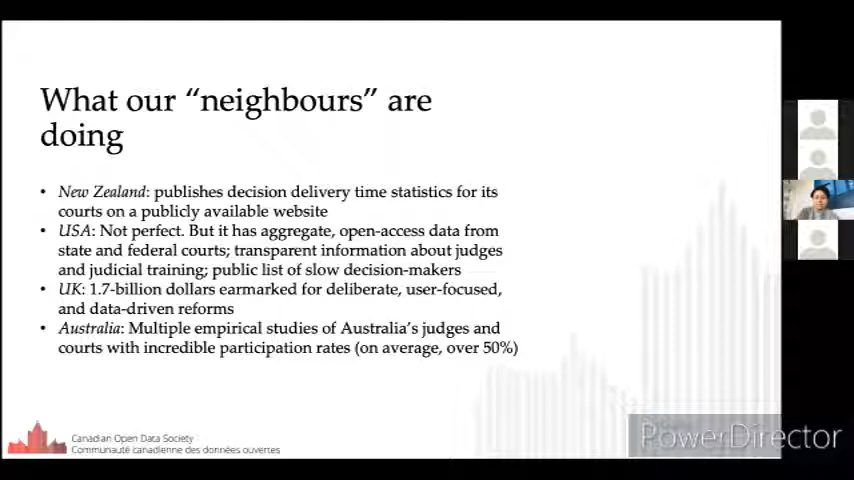 What our “neighbours” are
doing
• New Zealand: publishes decision delivery time statistics for its
courts on a publicly available website
• USA: Not perfect. But it has aggregate, open-access data from
state and federal courts; transparent information about judges
and judicial training; public list of slow decision-makers
• UK: 1.7-billion dollars earmarked for deliberate, user-focused,
and data-driven reforms
• Australia: Multiple empirical studies of Australia’s judges and
courts with incredible participation rates (on average, over 50%)
Canadian Open Data Society
Communauté canadienne des données ouvertes
PowerDirector